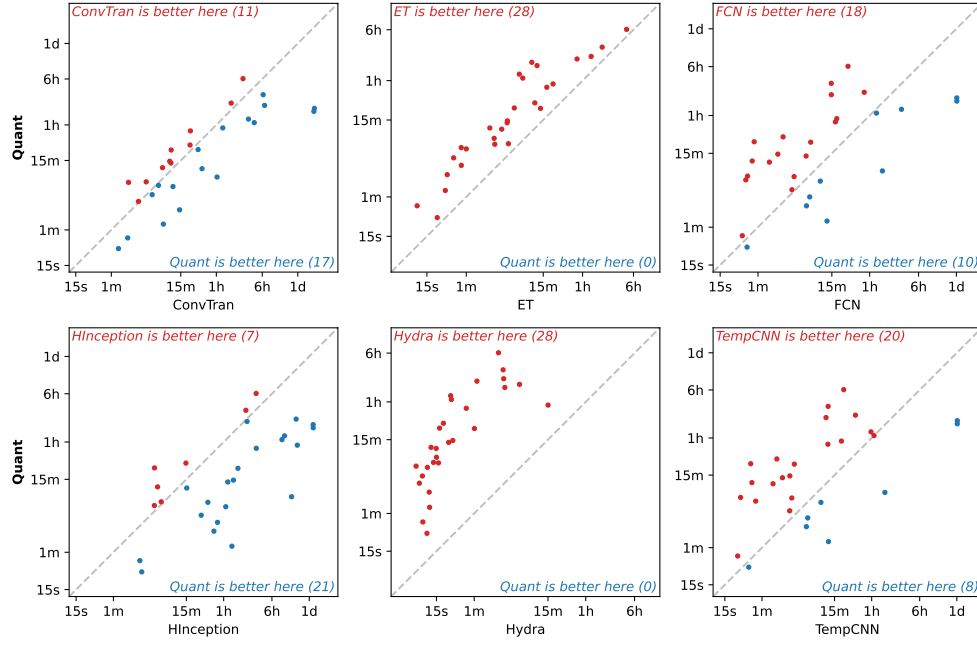 ConvTran is better here (11)
1d
6h
1h
15m
1m
15s
Quant
Quant is better here (17)
15s 1m 15m 1h 6h 1d
ConvTran
ET is better here (28)
6h
1h
15m
1m
15s
Quant is better here (0)
15s 1m 15m 1h 6h
ET
FCN is better here (18)
1d
6h
1h
15m
1m
15s
Quant is better here (10)
1m 15m 1h 6h 1d
FCN
HInception is better here (7)
1d
6h
1h
15m
1m
15s
Quant
Quant is better here (21)
15s 1m 15m 1h 6h 1d
HInception
Hydra is better here (28)
6h
1h
15m
1m
15s
Quant is better here (0)
15s 1m 15m 1h 6h
Hydra
TempCNN is better here (20)
1d
6h
1h
15m
1m
15s
Quant is better here (8)
15s 1m 15m 1h 6h 1d
TempCNN